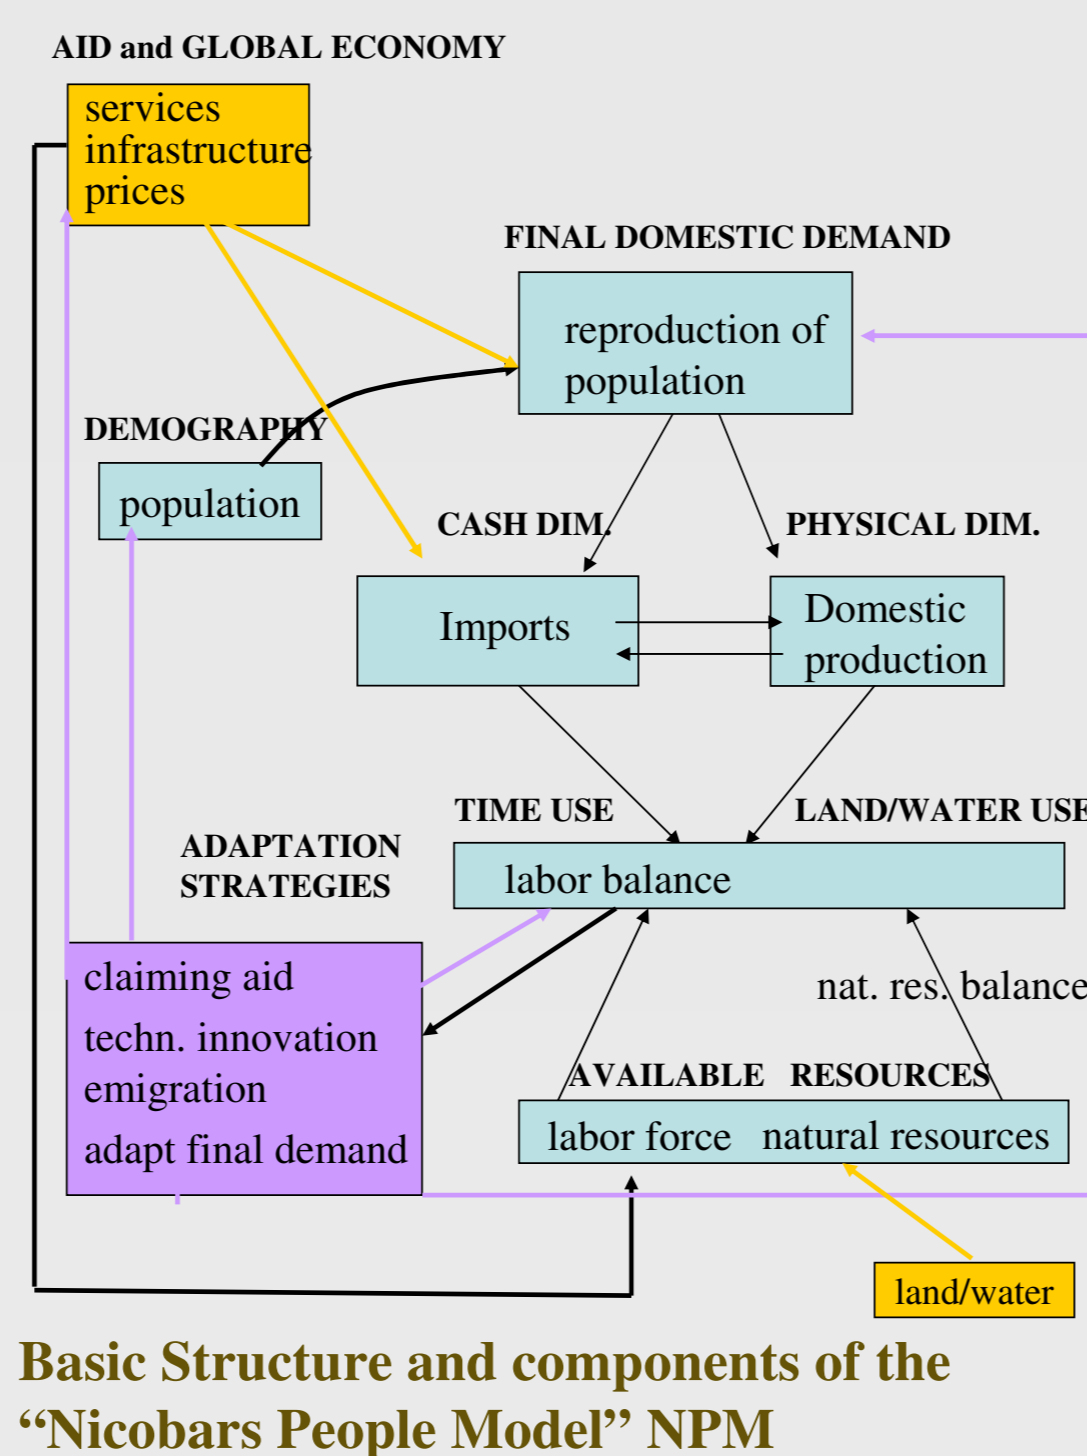 AID and GLOBAL ECONOMY
services
infrastructure
prices
FINAL DOMESTIC DEMAND
reproduction of
population
DEMOGRAPHY
population
CASH DIM.
PHYSICAL DIM.
Imports
Domestic
production
TIME USE
LAND/WATER USE
ADAPTATION
STRATEGIES
labor balance
claiming aid
techn. innovation
emigration
adapt final demand
nat. res. balance
AVAILABLE RESOURCES
labor force natural resources
land/water
Basic Structure and components of the
“Nicobars People Model” NPM